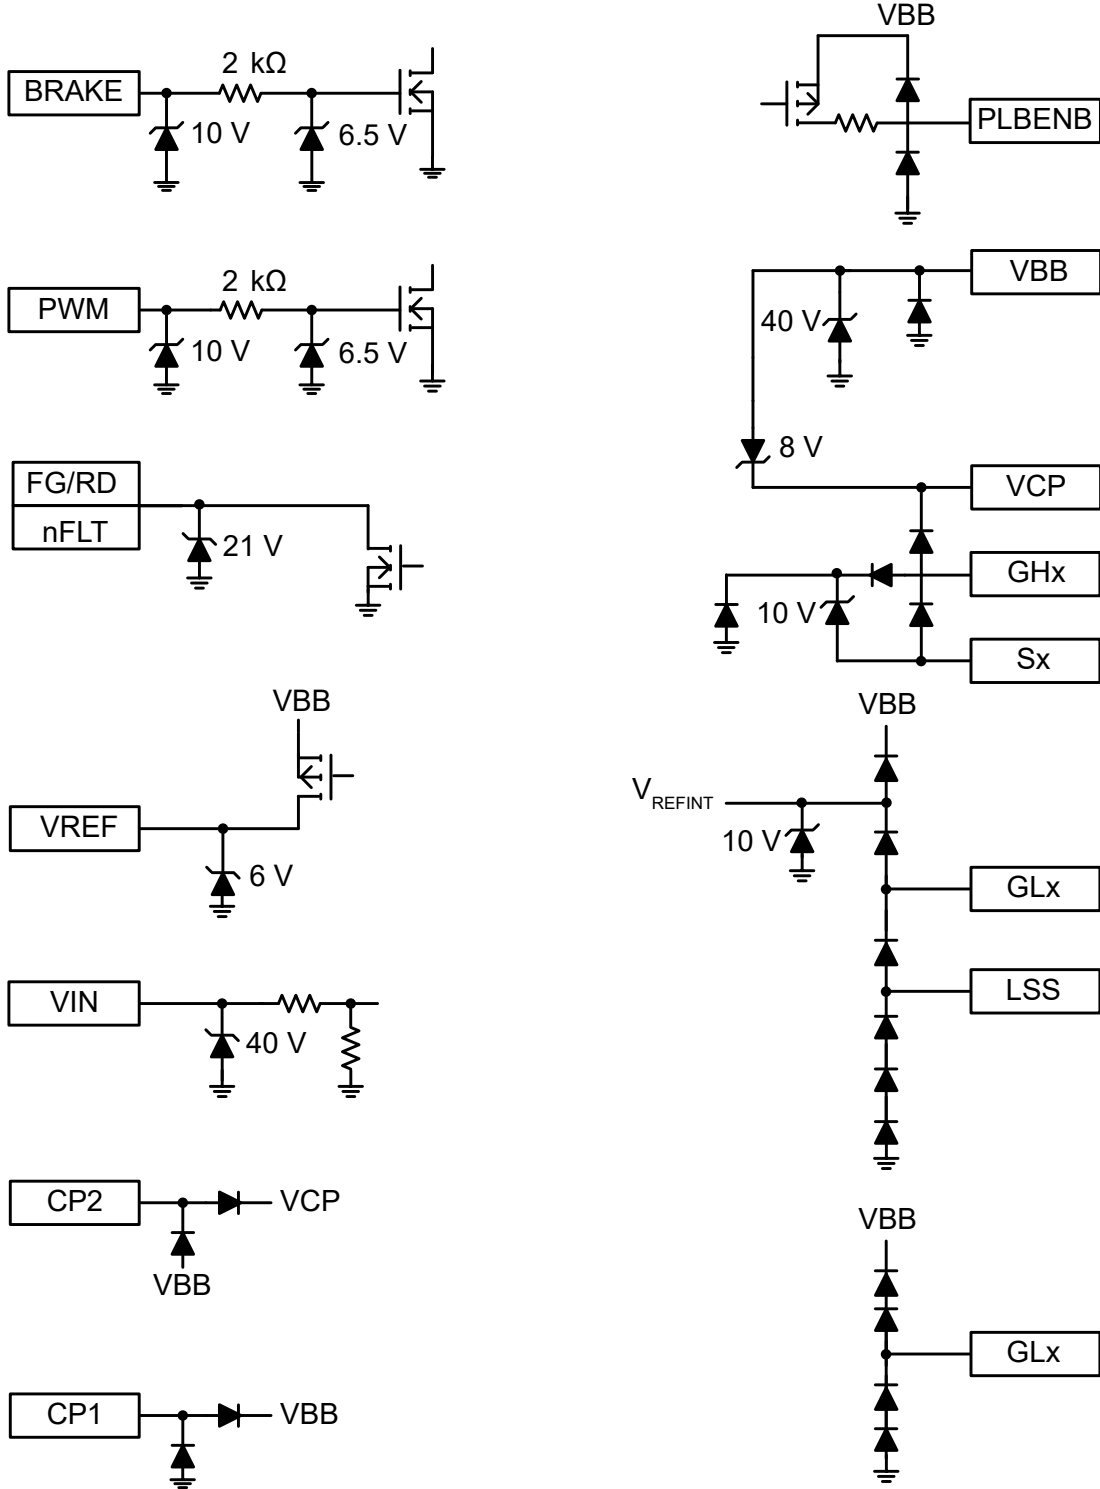 BRAKE
2 kΩ
10 V
6.5 V
PWM
2 kΩ
10 V
6.5 V
FG/RD
nFLT
21 V
VBB
VREF
6 V
VIN
40 V
CP2
VCP
VBB
CP1
VBB
VBB
PLBENB
VBB
40 V
8 V
VCP
GHx
10 V
Sx
VBB
VREFINT
10 V
GLx
LSS
VBB
GLx